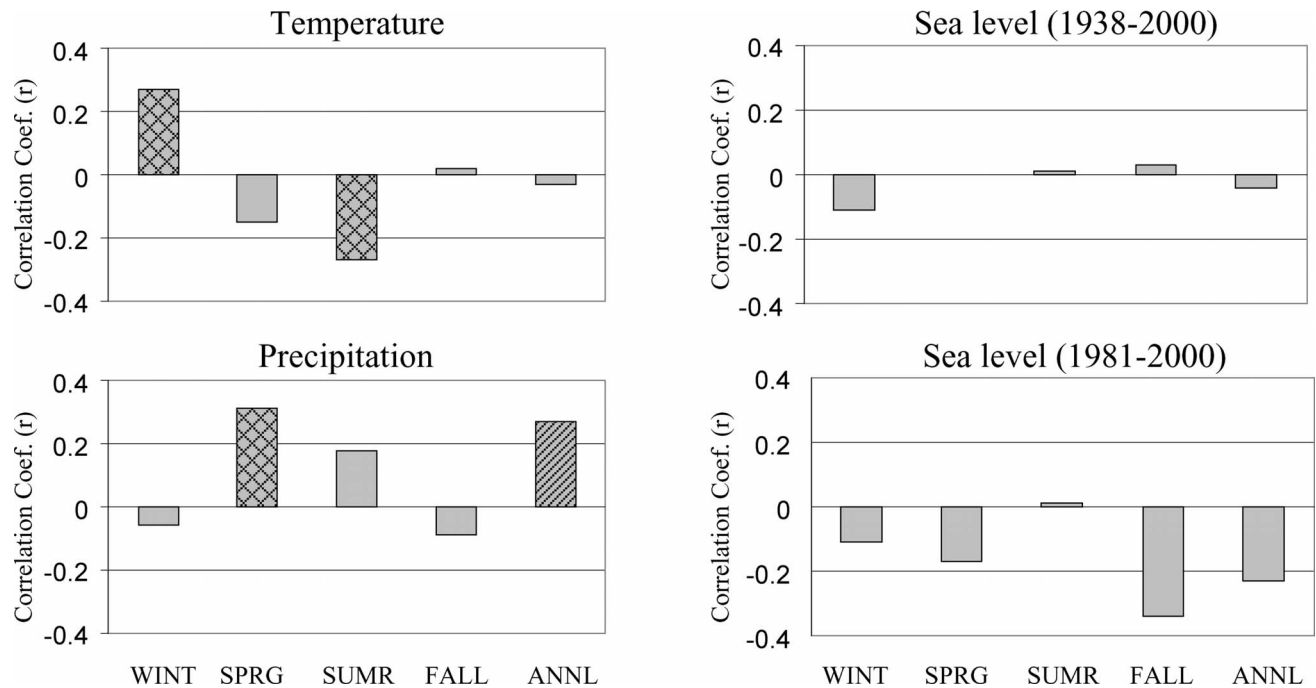 Temperature
Correlation Coef. (r)
0.4
0.2
0
-0.2
-0.4
Sea level (1938-2000)
Correlation Coef. (r)
0.4
0.2
0
-0.2
-0.4
Precipitation
Correlation Coef. (r)
0.4
0.2
0
-0.2
-0.4
WINT SPRG SUMR FALL ANNL
Sea level (1981-2000)
Correlation Coef. (r)
0.4
0.2
0
-0.2
-0.4
WINT SPRG SUMR FALL ANNL